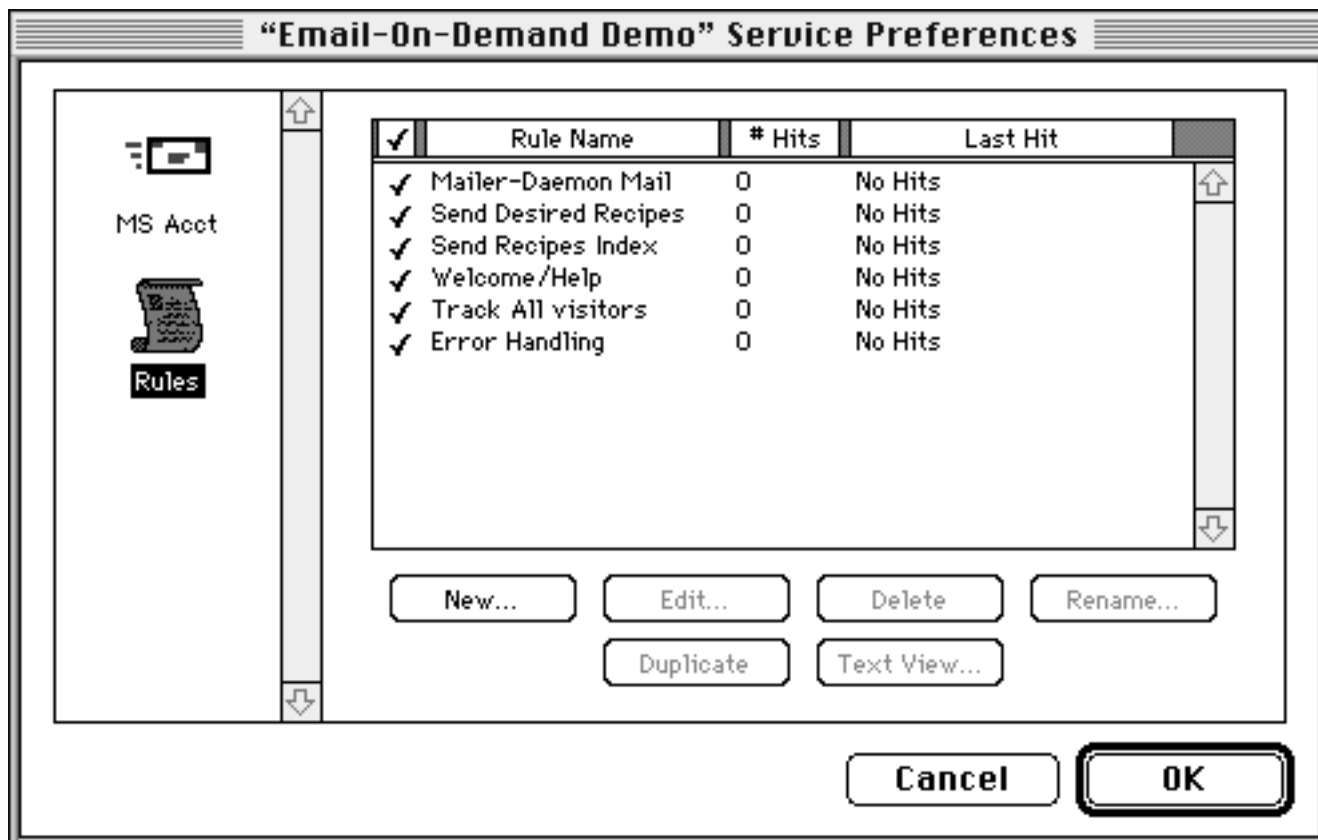 “Email-On-Demand Demo” Service Preferences
MS Acct
Rules
✓ Rule Name # Hits Last Hit
✓ Mailer-Daemon Mail 0 No Hits
✓ Send Desired Recipes 0 No Hits
✓ Send Recipes Index 0 No Hits
✓ Welcome/Help 0 No Hits
✓ Track All visitors 0 No Hits
✓ Error Handling 0 No Hits
New... Edit... Delete Rename...
Duplicate Text View...
Cancel OK